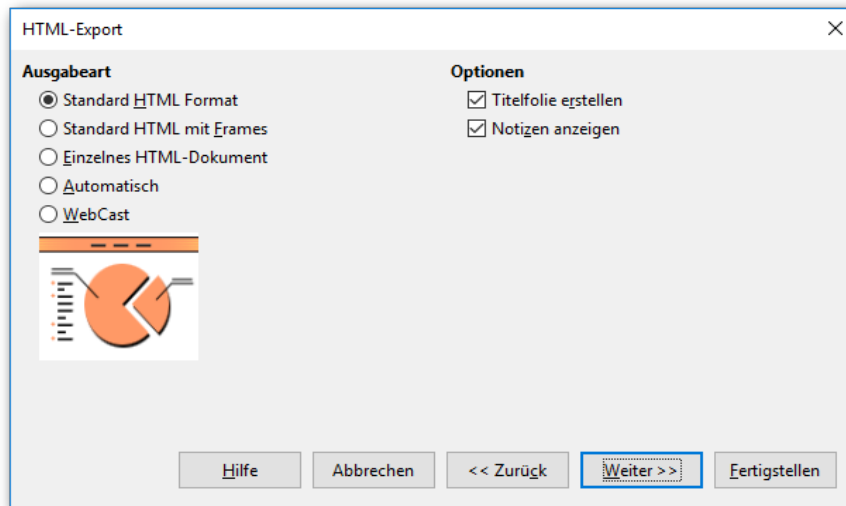 HTML-Export
Ausgabeart
Standard HTML Format
Standard HTML mit Frames
Einzelnes HTML-Dokument
Automatisch
WebCast
Optionen
Titelfolie erstellen
Notizen anzeigen
Hilfe
Abbrechen
<< Zurück
Weiter >>
Fertigstellen